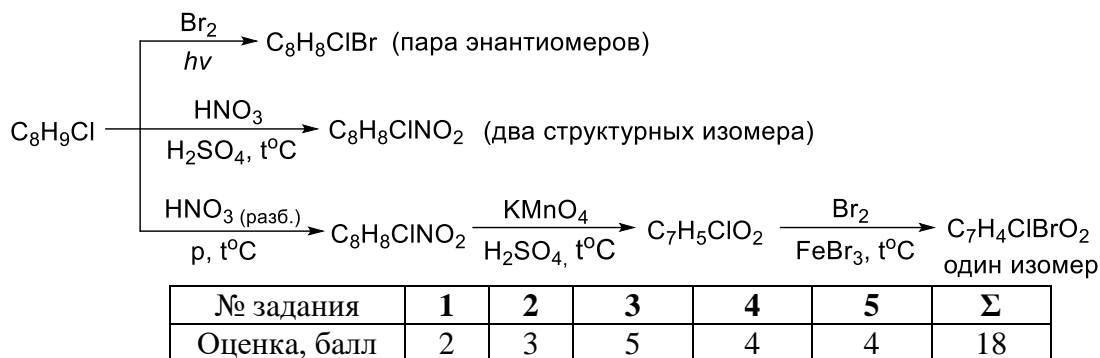 Br₂
hν
C₈H₈ClBr (пара энантиомеров)
HNO₃
H₂SO₄, t°C
C₈H₉Cl
C₈H₈ClNO₂ (два структурных изомера)
HNO₃ (разб.)
p, t°C
C₈H₈ClNO₂
KMnO₄
H₂SO₄, t°C
C₇H₅ClO₂
Br₂
FeBr₃, t°C
C₇H₄ClBrO₂
один изомер
№ задания 1 2 3 4 5 Σ
Оценка, балл 2 3 5 4 4 18